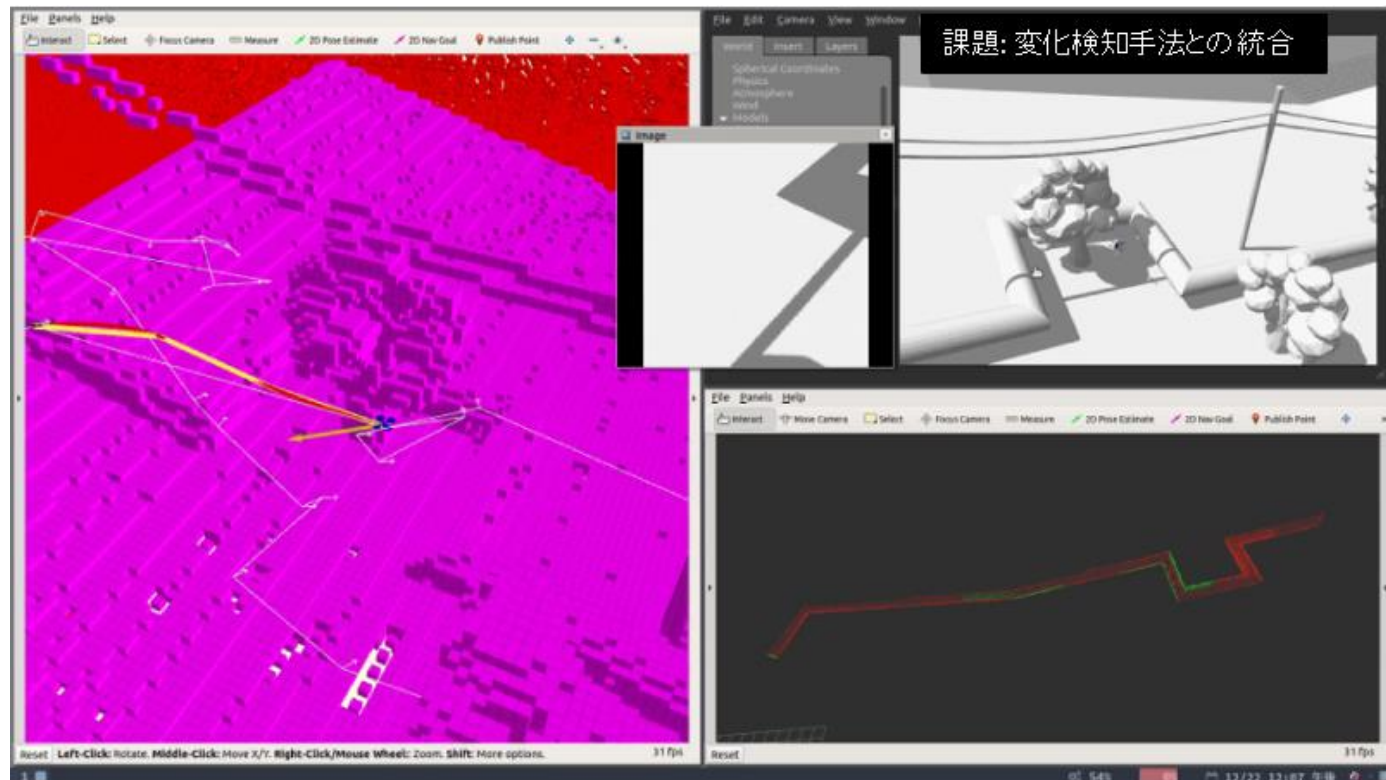 File Panels Help
Interact Select Focus Camera Measure 2D Pose Estimate 2D Nav Goal Publish Point
File Edit Camera View Window
課題: 変化検知手法との統合
World Insert Layers
Spherical Coordinates
Physics
Atmosphere
Wind
Models
Image
File Panels Help
Interact Move Camera Select Focus Camera Measure 2D Pose Estimate 2D Nav Goal Publish Point
Reset Left-Click: Rotate. Middle-Click: Move X/Y. Right-Click/Mouse Wheel: Zoom. Shift: More options. 31 fps
Reset 31 fps
1 54%